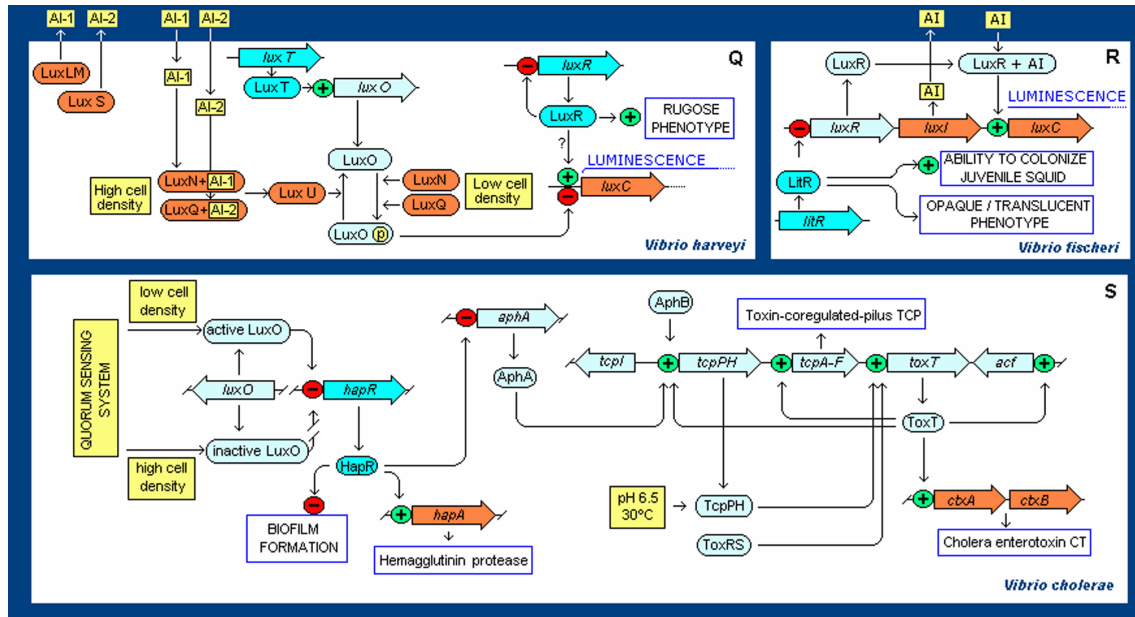 AI-1
AI-2
AI-1
AI-2
AI
AI
Q
lux T
luxR
LuxLM
AI-1
Lux T
lux O
Lux S
AI-2
LuxR
RUGOSE
PHENOTYPE
?
LuxO
LUMINESCENCE
High cell
density
LuxN+AI-1
Lux U
LuxN
Low cell
density
luxC
LuxQ+AI-2
LuxQ
LuxO p
Vibrio harveyi
R
LuxR
LuxR + AI
AI
LUMINESCENCE
luxR
luxI
luxC
LitR
ABILITY TO COLONIZE
JUVENILE SQUID
litR
OPAQUE / TRANSLUCENT
PHENOTYPE
Vibrio fischeri
S
QUORUM SENSING
SYSTEM
low cell
density
active LuxO
luxO
hapR
inactive LuxO
high cell
density
HapR
BIOFILM
FORMATION
hapA
Hemagglutinin protease
aphA
AphA
AphB
Toxin-coregulated-pilus TCP
tcpI
tcpPH
tcpA-F
toxT
acf
ToxT
pH 6.5
30°C
TcpPH
ToxRS
ctxA
ctxB
Cholera enterotoxin CT
Vibrio cholerae